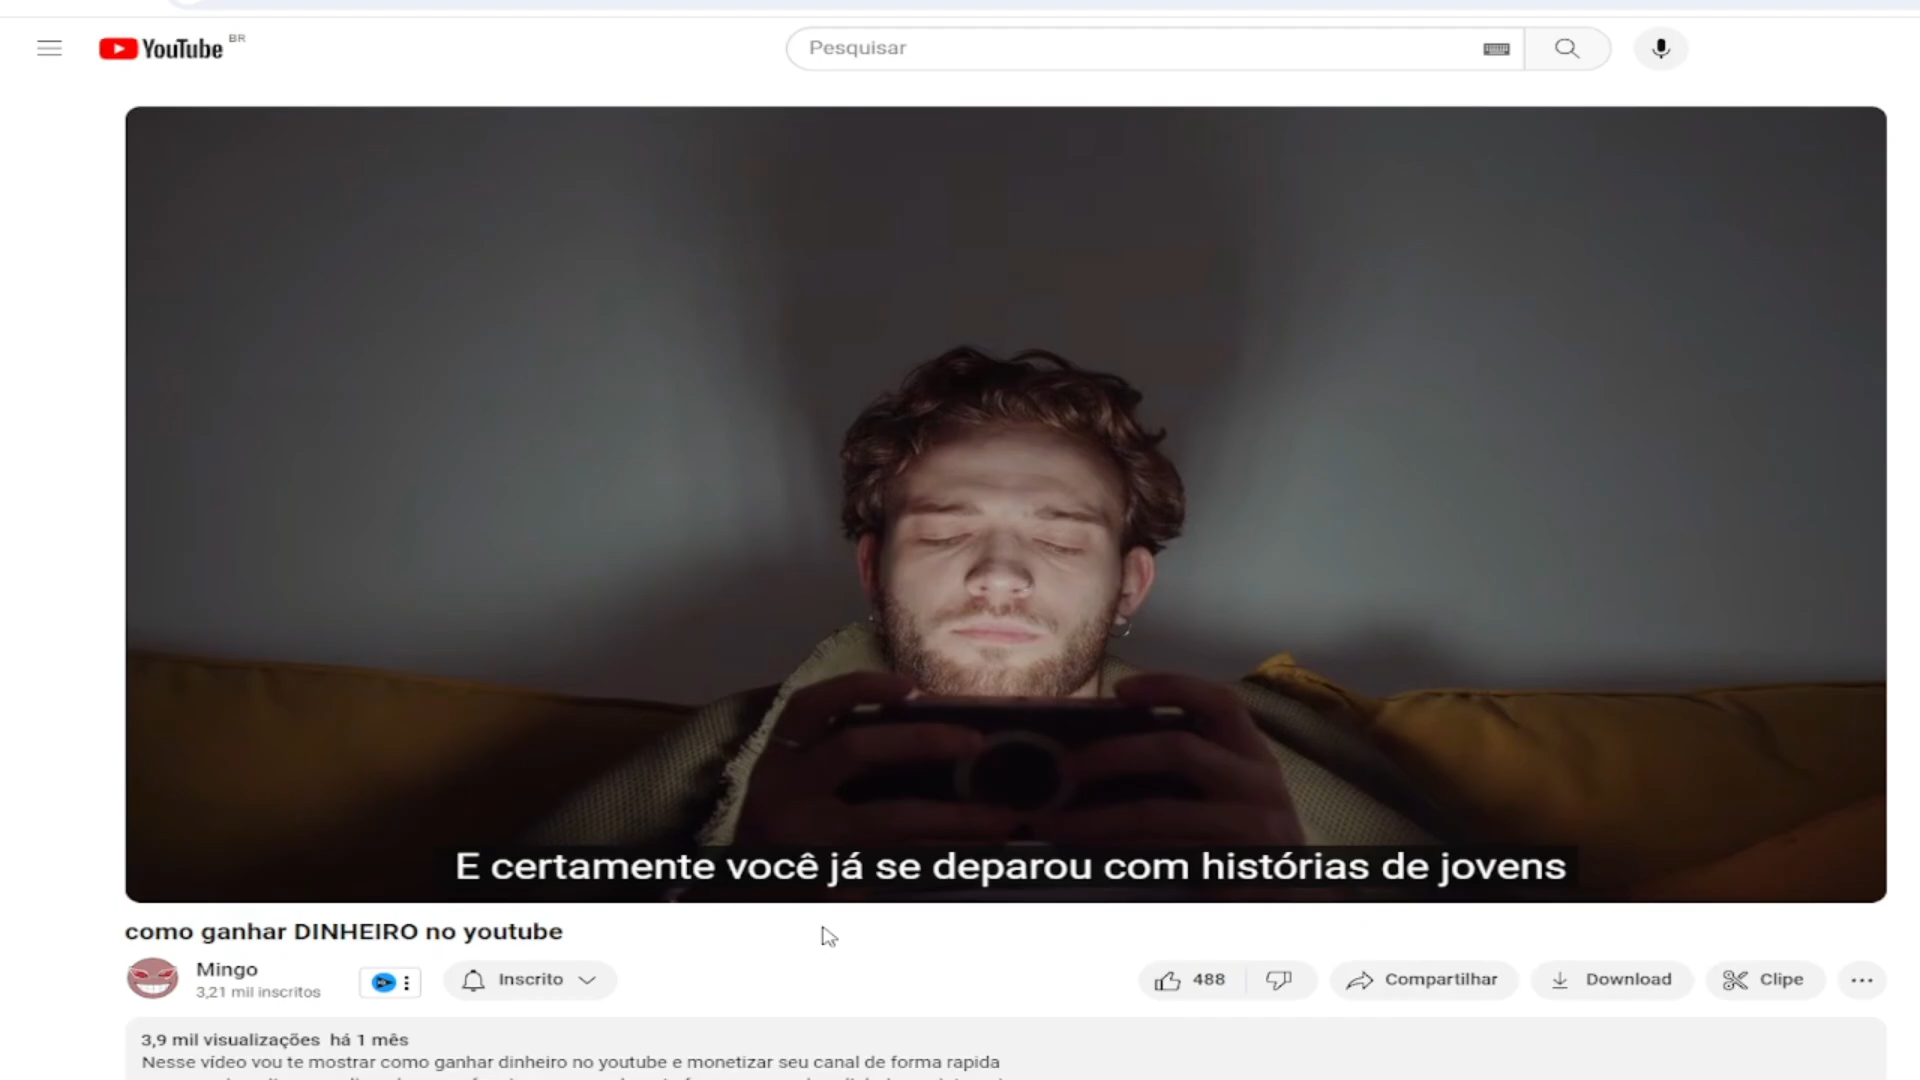 YouTube BR
Pesquisar
E certamente você já se deparou com histórias de jovens
como ganhar DINHEIRO no youtube
Mingo
3,21 mil inscritos
Inscrito
488
Compartilhar
Download
Clipe
3,9 mil visualizações há 1 mês
Nesse vídeo vou te mostrar como ganhar dinheiro no youtube e monetizar seu canal de forma rapida